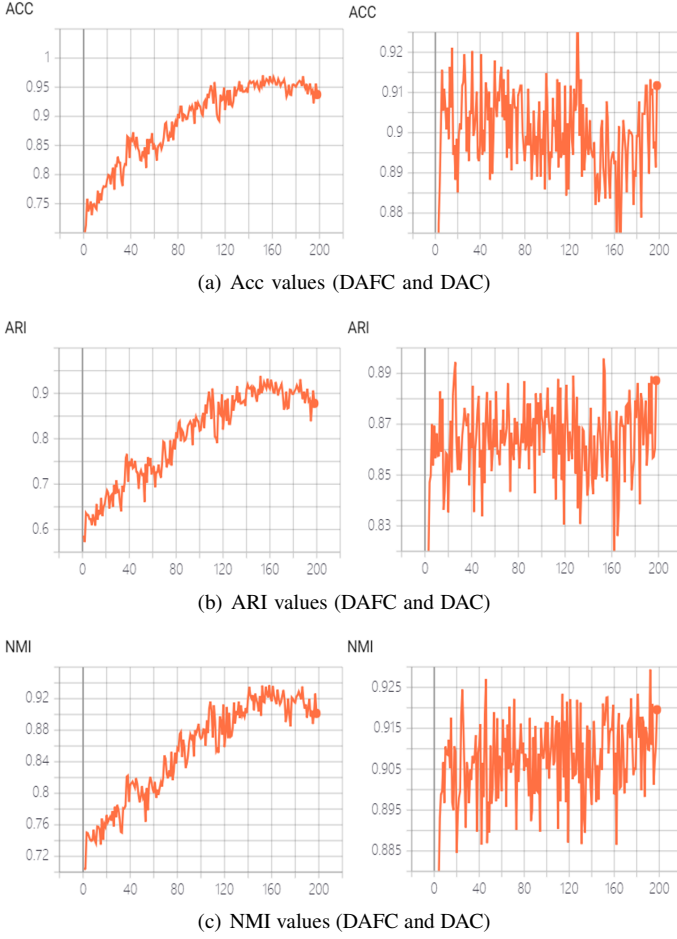 ACC
1
0.95
0.9
0.85
0.8
0.75
0 40 80 120 160 200
ACC
0.92
0.91
0.9
0.89
0.88
0 40 80 120 160 200
(a) Acc values (DAFC and DAC)
ARI
0.9
0.8
0.7
0.6
0 40 80 120 160 200
ARI
0.89
0.87
0.85
0.83
0 40 80 120 160 200
(b) ARI values (DAFC and DAC)
NMI
0.92
0.88
0.84
0.8
0.76
0.72
0 40 80 120 160 200
NMI
0.925
0.915
0.905
0.895
0.885
0 40 80 120 160 200
(c) NMI values (DAFC and DAC)